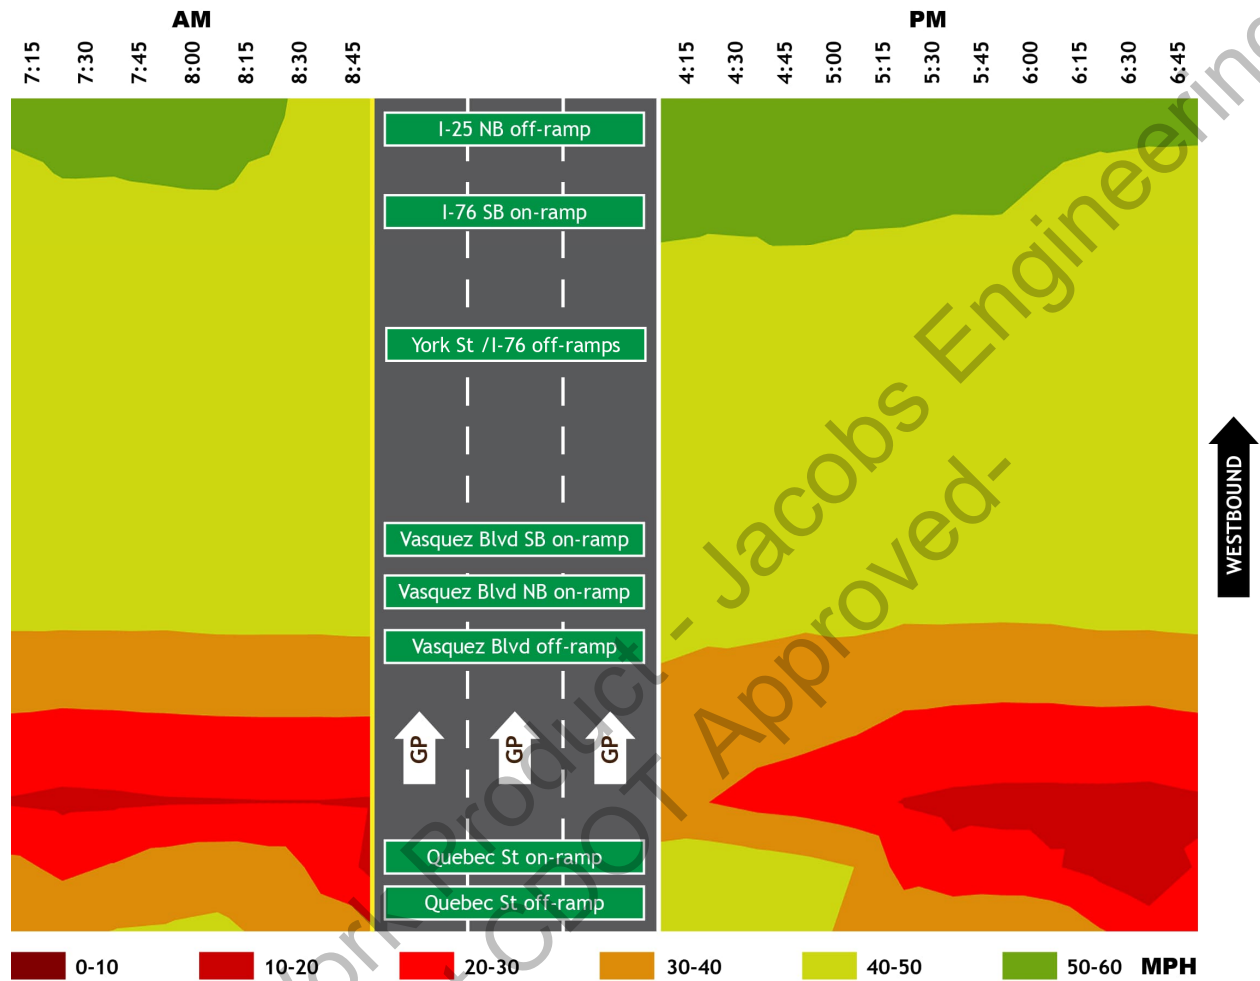 AM
PM
7:15 7:30 7:45 8:00 8:15 8:30 8:45
4:15 4:30 4:45 5:00 5:15 5:30 5:45 6:00 6:15 6:30 6:45
I-25 NB off-ramp
I-76 SB on-ramp
York St /I-76 off-ramps
Vasquez Blvd SB on-ramp
Vasquez Blvd NB on-ramp
Vasquez Blvd off-ramp
GP GP GP
Quebec St on-ramp
Quebec St off-ramp
WESTBOUND
0-10 10-20 20-30 30-40 40-50 50-60 MPH
Work Product - Jacobs Engineering
CDOT Approved-